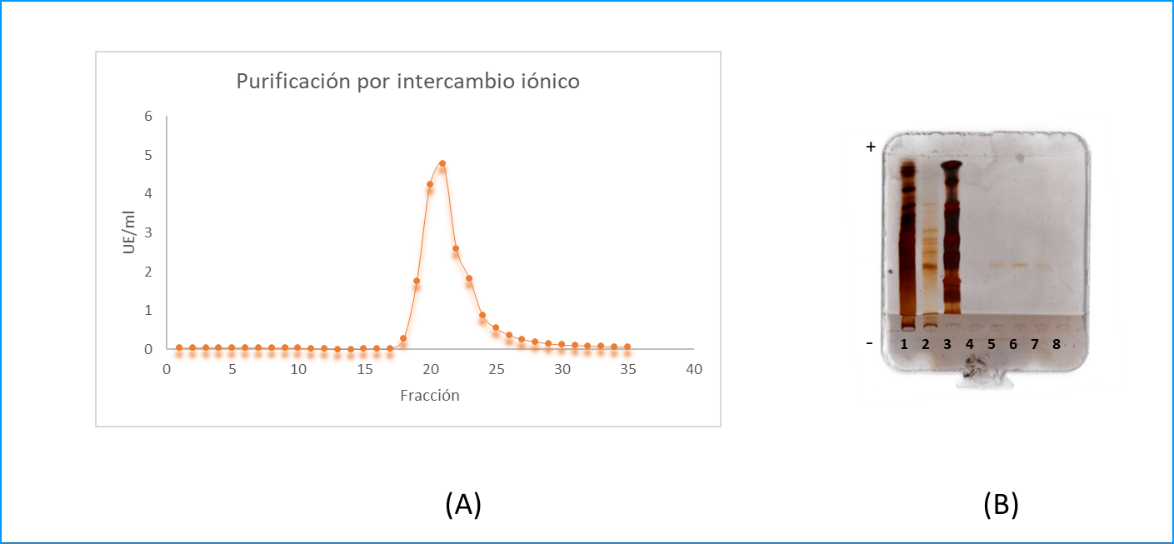 Purificación por intercambio iónico
UE/ml
6
5
4
3
2
1
0
0 5 10 15 20 25 30 35 40
Fracción
+
-
1 2 3 4 5 6 7 8
(A)
(B)